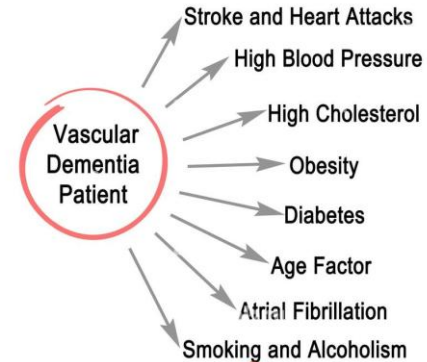 Stroke and Heart Attacks
High Blood Pressure
High Cholesterol
Vascular
Dementia
Patient
Obesity
Diabetes
Age Factor
Atrial Fibrillation
Smoking and Alcoholism